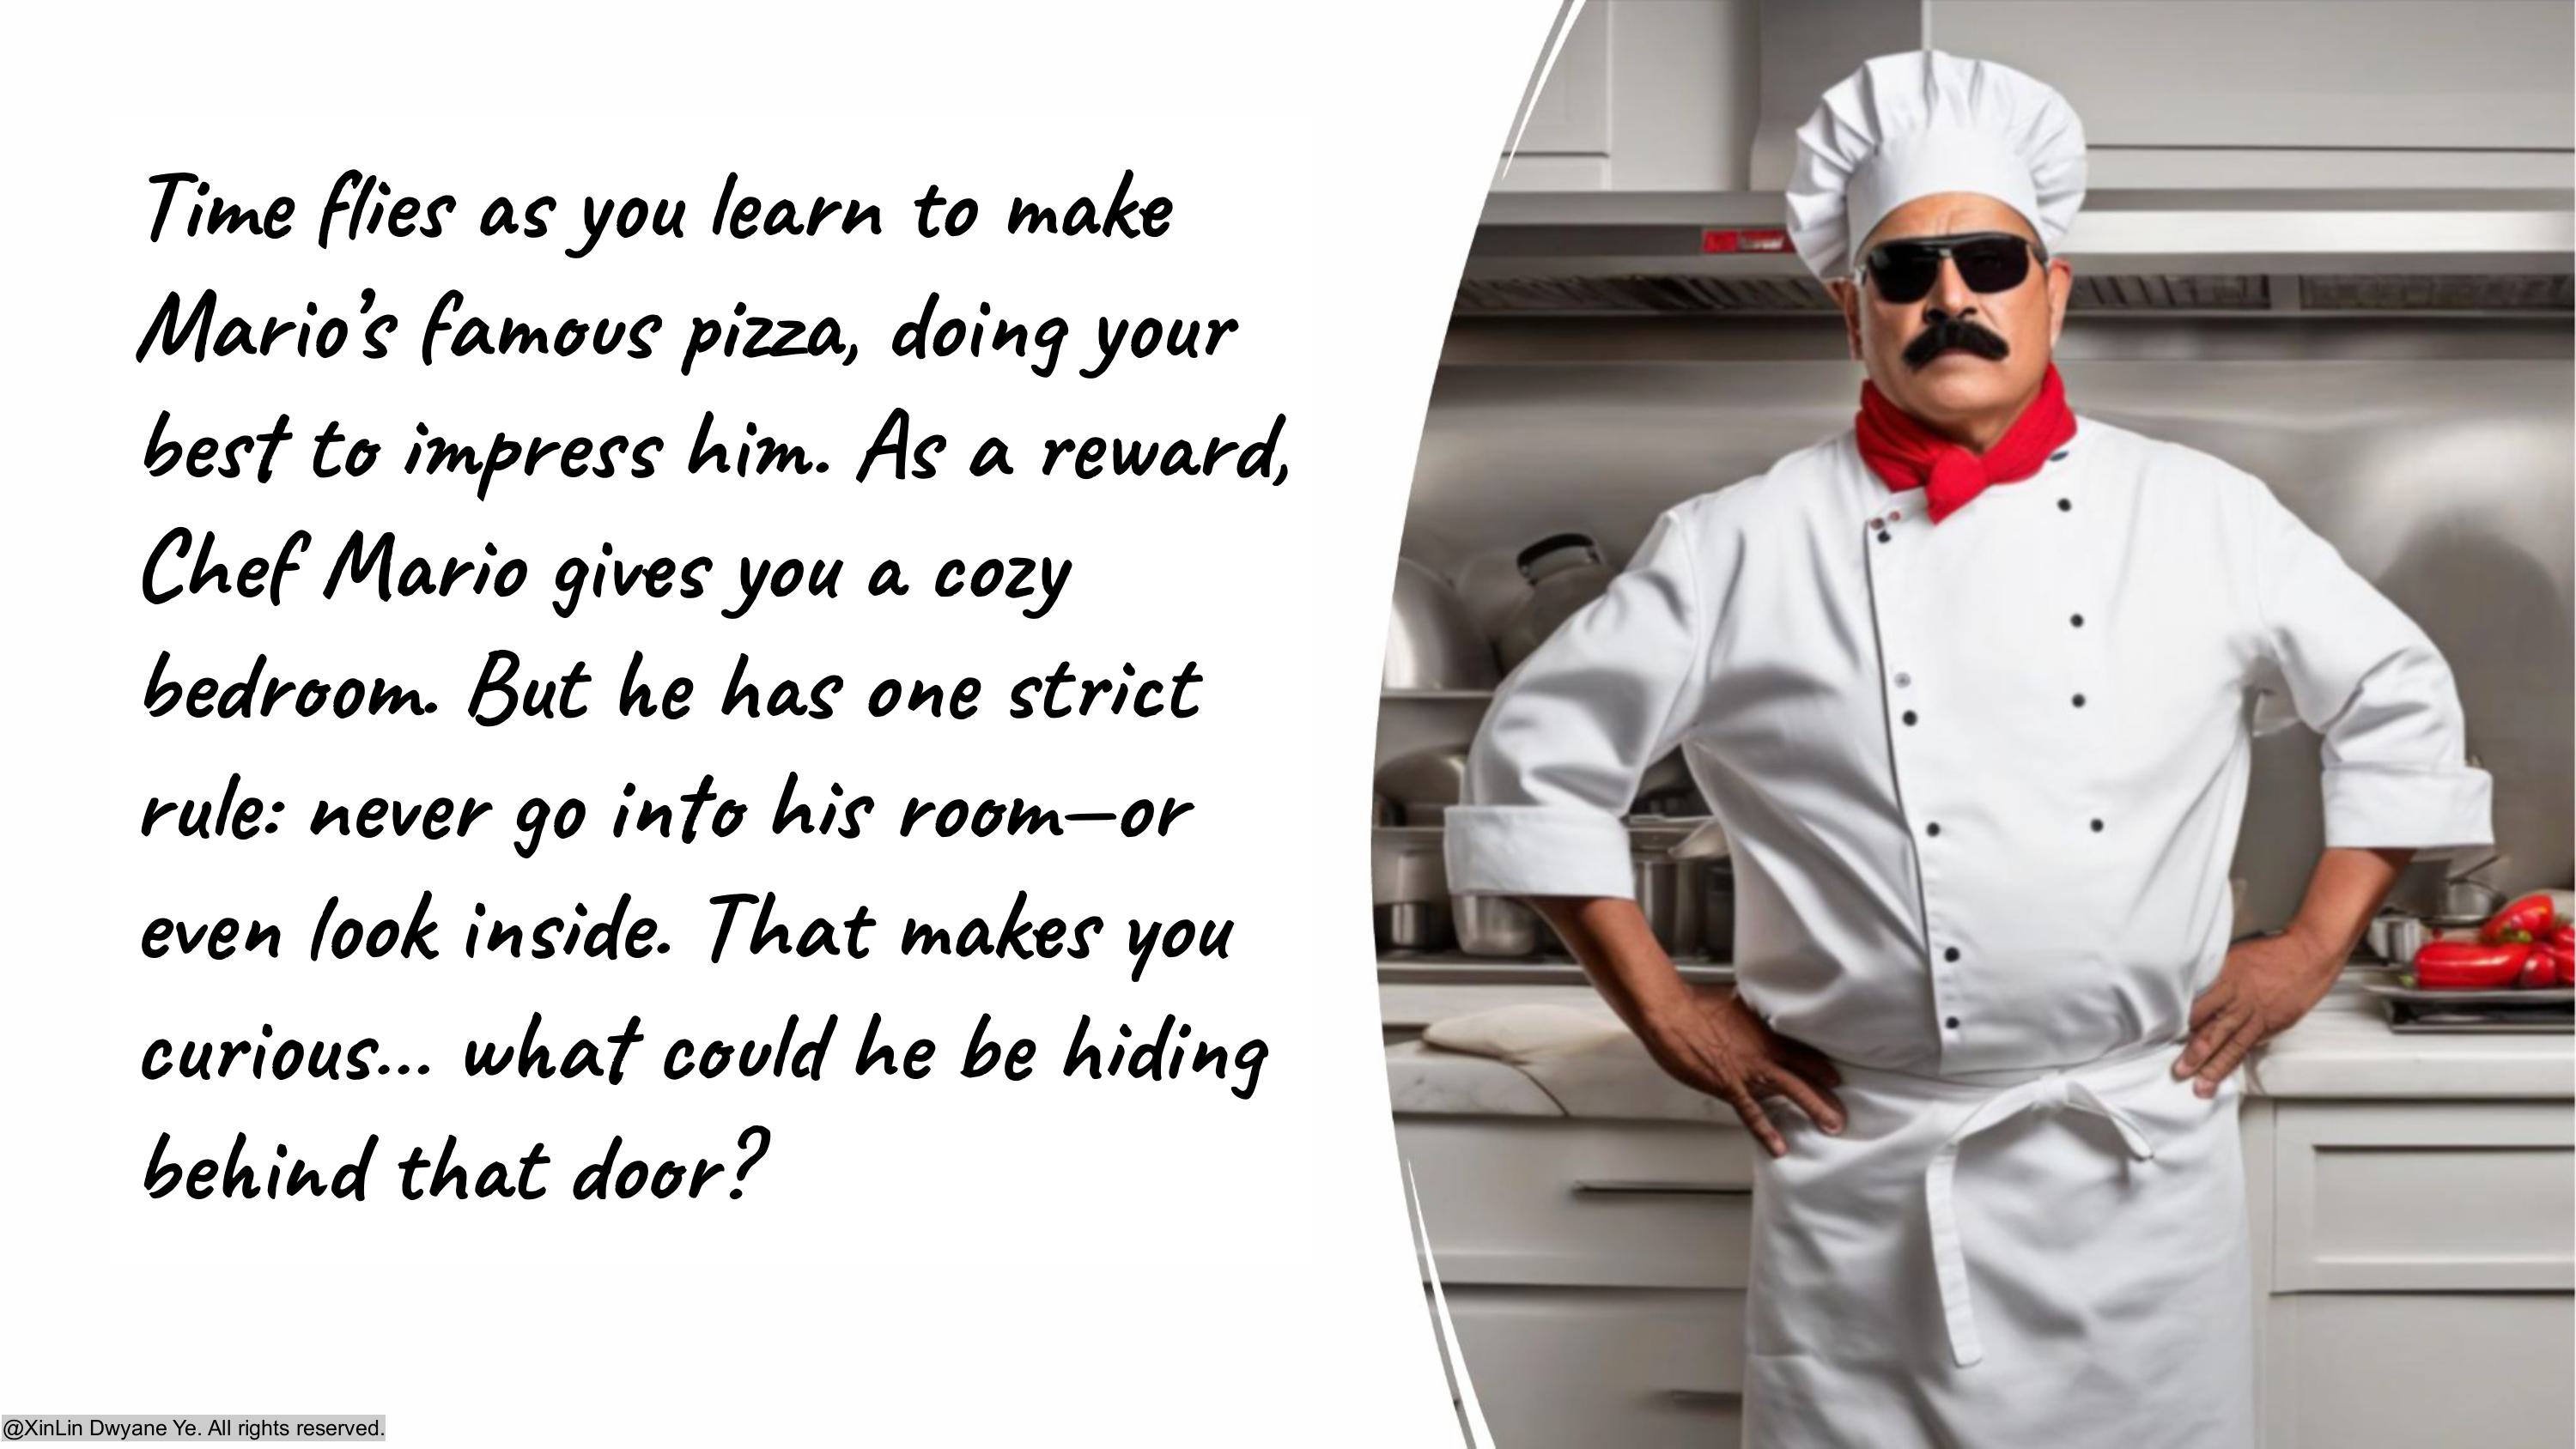 Time flies as you learn to make
Mario’s famous pizza, doing your
best to impress him. As a reward,
Chef Mario gives you a cozy
bedroom. But he has one strict
rule: never go into his room—or
even look inside. That makes you
curious... what could he be hiding
behind that door?
@XinLin Dwyane Ye. All rights reserved.